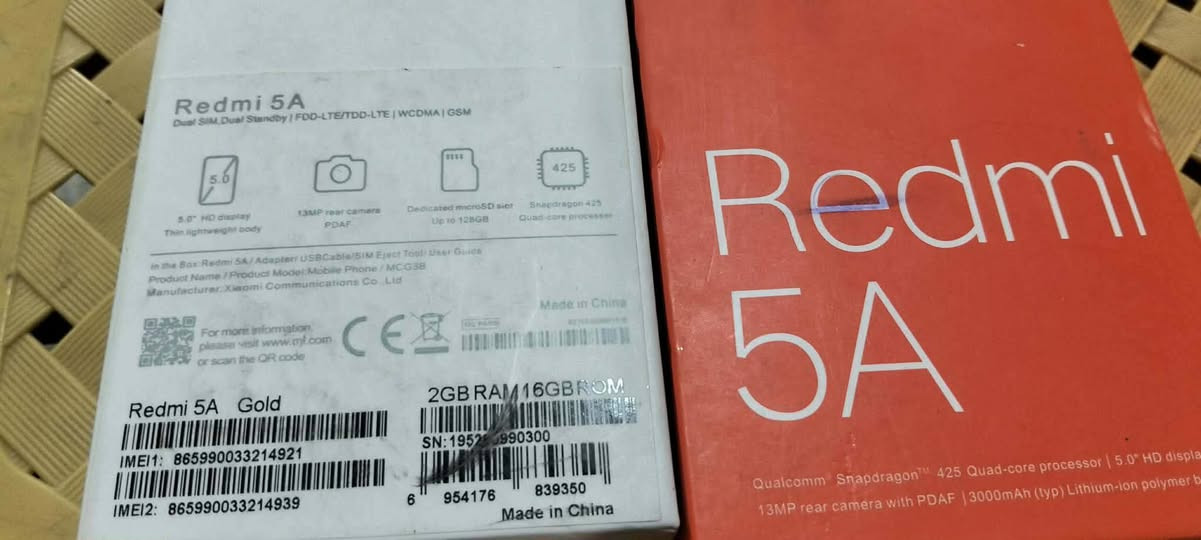 Redmi 5A
Dual SIM,Dual Standby | FDD-LTE/TDD-LTE | WCDMA | GSM
5.0
425
5.0" HD display
Thin lightweight body
13MP rear camera
PDAF
Dedicated microSD slot
Up to 128GB
Snapdragon 425
Quad-core processor
In the Box: Redmi 5A / Adapter/ USBCable/SIM Eject Tool/ User Guide
Product Name / Product Model:Mobile Phone / MCG3B
Manufacturer: Xiaomi Communications Co.,Ltd
Made in China
For more information,
please visit www.mi.com
or scan the QR code
CE
Redmi 5A Gold
2GB RAM 16GB ROM
IMEI1: 865990033214921
SN:
IMEI2: 865990033214939
6 954176 839350
Made in China
Redmi
5A
Qualcomm® Snapdragon™ 425 Quad-core processor | 5.0" HD displa
13MP rear camera with PDAF | 3000mAh (typ) Lithium-ion polymer b